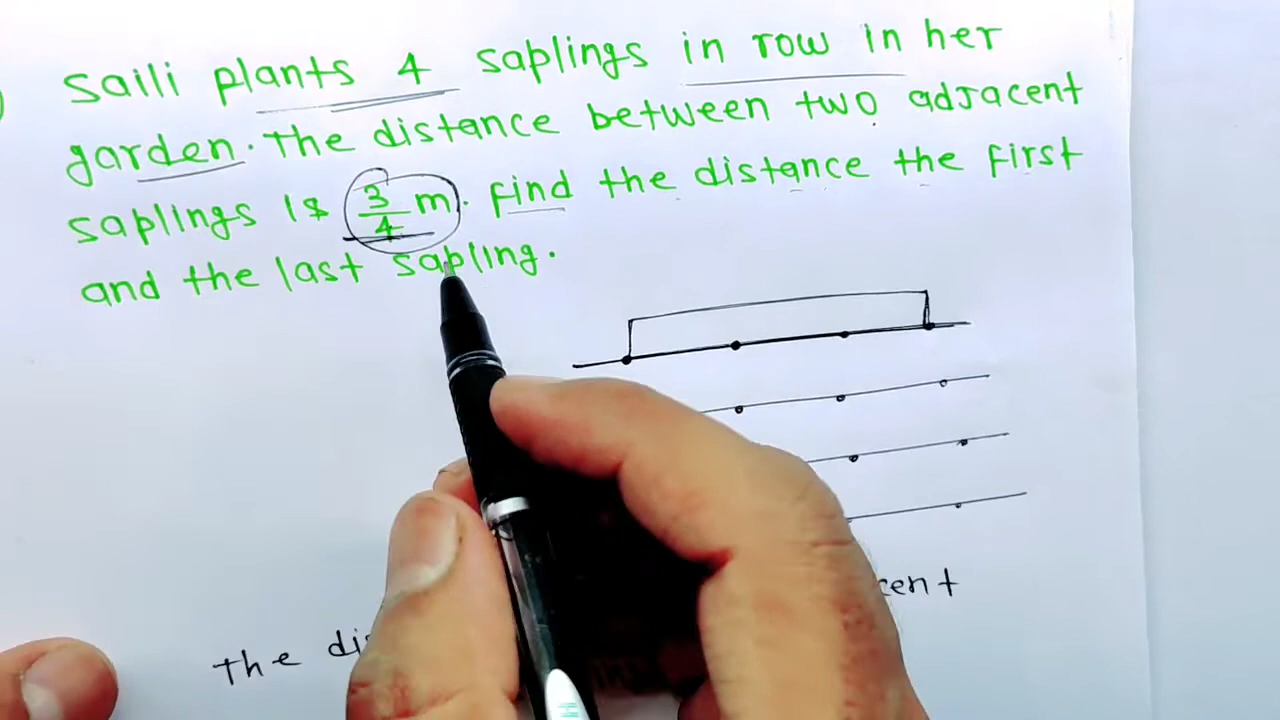 Saili plants 4 saplings in row in her
garden. The distance between two adjacent
saplings is 3/4 m. find the distance the first
and the last sapling.
cent
the di